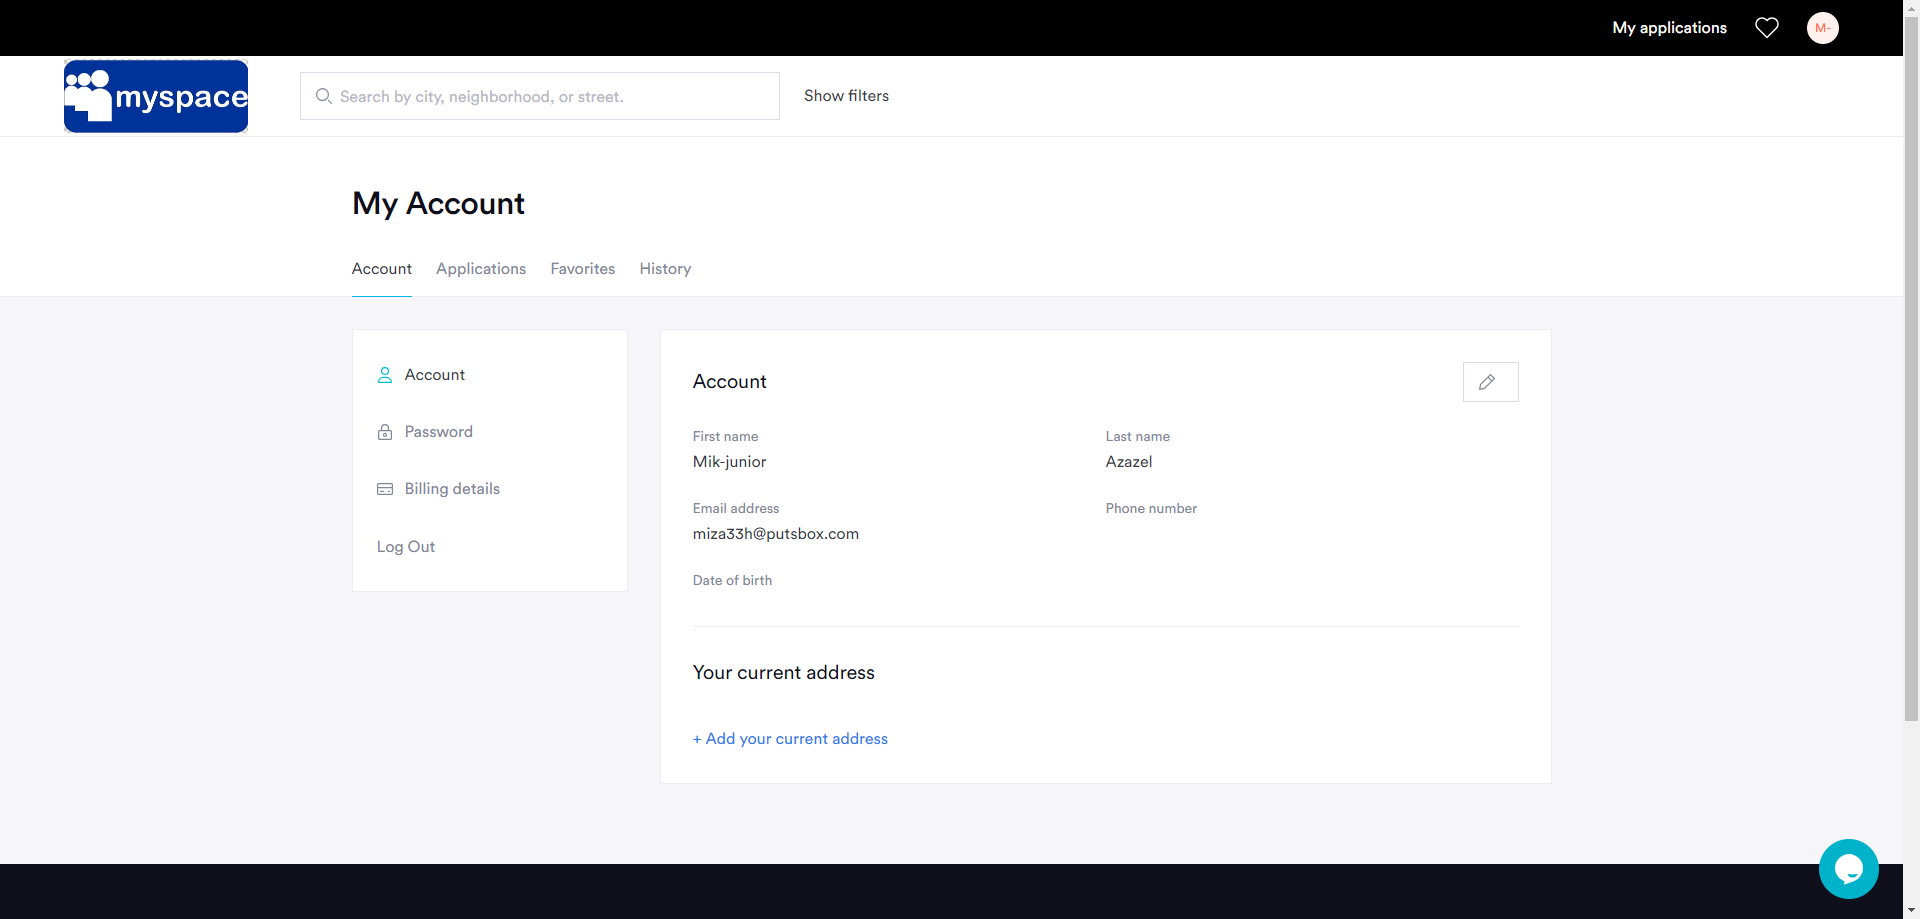 My applications
M-
myspace
Search by city, neighborhood, or street.
Show filters
My Account
Account
Applications
Favorites
History
Account
Password
Billing details
Log Out
Account
First name
Mik-junior
Last name
Azazel
Email address
miza33h@putsbox.com
Phone number
Date of birth
Your current address
+ Add your current address